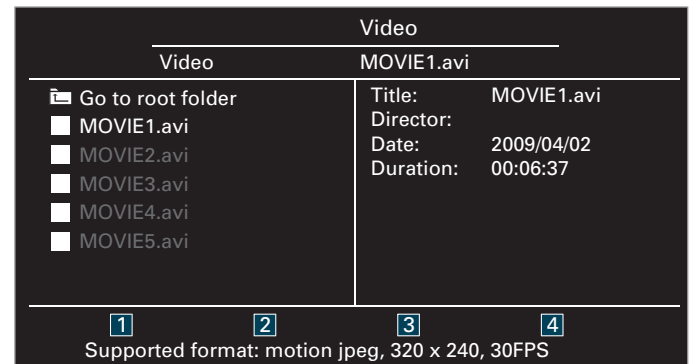 Video
Video MOVIE1.avi
Go to root folder
MOVIE1.avi
MOVIE2.avi
MOVIE3.avi
MOVIE4.avi
MOVIE5.avi
Title: MOVIE1.avi
Director:
Date: 2009/04/02
Duration: 00:06:37
1 2 3 4
Supported format: motion jpeg, 320 x 240, 30FPS